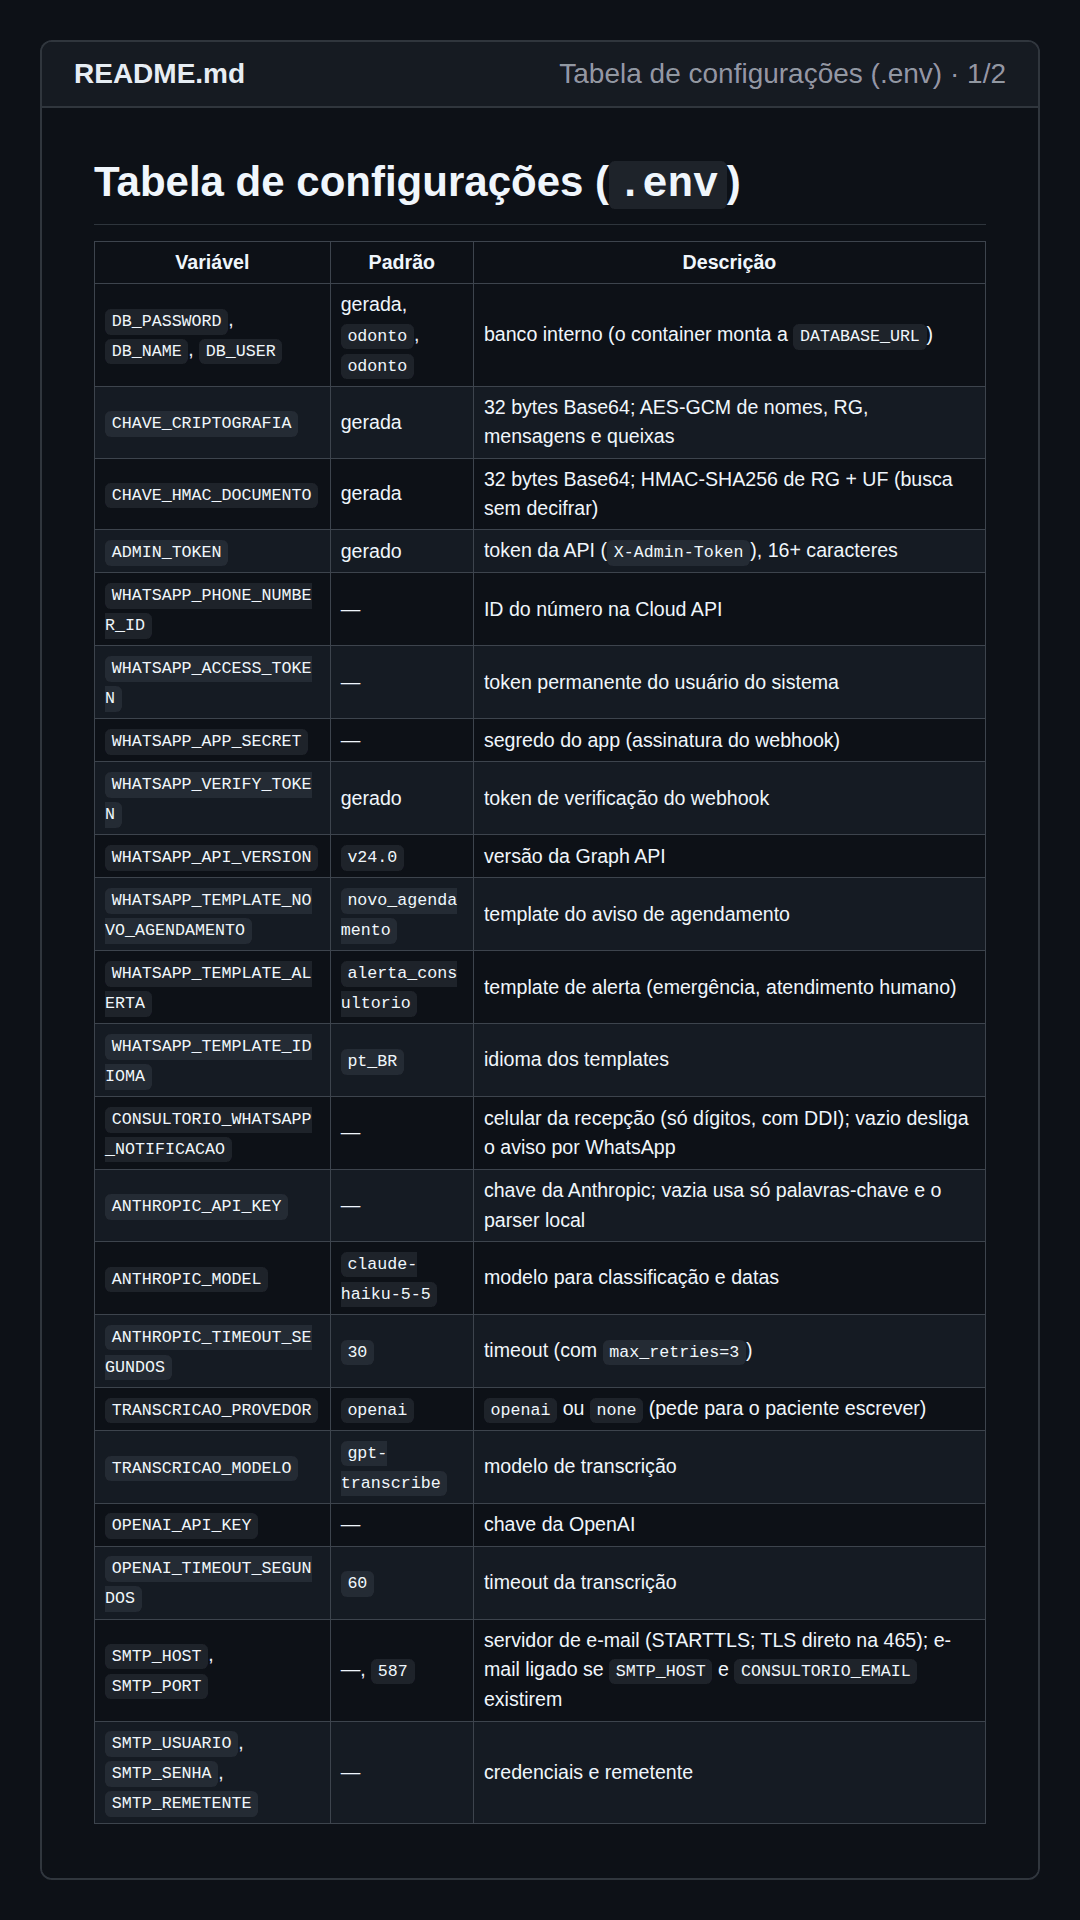 README.md
Tabela de configurações (.env) · 1/2
Tabela de configurações (.env)
Variável Padrão Descrição
DB_PASSWORD,
DB_NAME, DB_USER
gerada,
odonto,
odonto
banco interno (o container monta a DATABASE_URL)
CHAVE_CRIPTOGRAFIA
gerada
32 bytes Base64; AES-GCM de nomes, RG,
mensagens e queixas
CHAVE_HMAC_DOCUMENTO
gerada
32 bytes Base64; HMAC-SHA256 de RG + UF (busca
sem decifrar)
ADMIN_TOKEN
gerado
token da API (X-Admin-Token), 16+ caracteres
WHATSAPP_PHONE_NUMBE
R_ID
—
ID do número na Cloud API
WHATSAPP_ACCESS_TOKE
N
—
token permanente do usuário do sistema
WHATSAPP_APP_SECRET
—
segredo do app (assinatura do webhook)
WHATSAPP_VERIFY_TOKE
N
gerado
token de verificação do webhook
WHATSAPP_API_VERSION
v24.0
versão da Graph API
WHATSAPP_TEMPLATE_NO
VO_AGENDAMENTO
novo_agenda
mento
template do aviso de agendamento
WHATSAPP_TEMPLATE_AL
ERTA
alerta_cons
ultorio
template de alerta (emergência, atendimento humano)
WHATSAPP_TEMPLATE_ID
IOMA
pt_BR
idioma dos templates
CONSULTORIO_WHATSAPP
_NOTIFICACAO
—
celular da recepção (só dígitos, com DDI); vazio desliga
o aviso por WhatsApp
ANTHROPIC_API_KEY
—
chave da Anthropic; vazia usa só palavras-chave e o
parser local
ANTHROPIC_MODEL
claude-
haiku-5-5
modelo para classificação e datas
ANTHROPIC_TIMEOUT_SE
GUNDOS
30
timeout (com max_retries=3)
TRANSCRICAO_PROVEDOR
openai
openai ou none (pede para o paciente escrever)
TRANSCRICAO_MODELO
gpt-
transcribe
modelo de transcrição
OPENAI_API_KEY
—
chave da OpenAI
OPENAI_TIMEOUT_SEGUN
DOS
60
timeout da transcrição
SMTP_HOST,
SMTP_PORT
—, 587
servidor de e-mail (STARTTLS; TLS direto na 465); e-
mail ligado se SMTP_HOST e CONSULTORIO_EMAIL
existirem
SMTP_USUARIO,
SMTP_SENHA,
SMTP_REMETENTE
—
credenciais e remetente